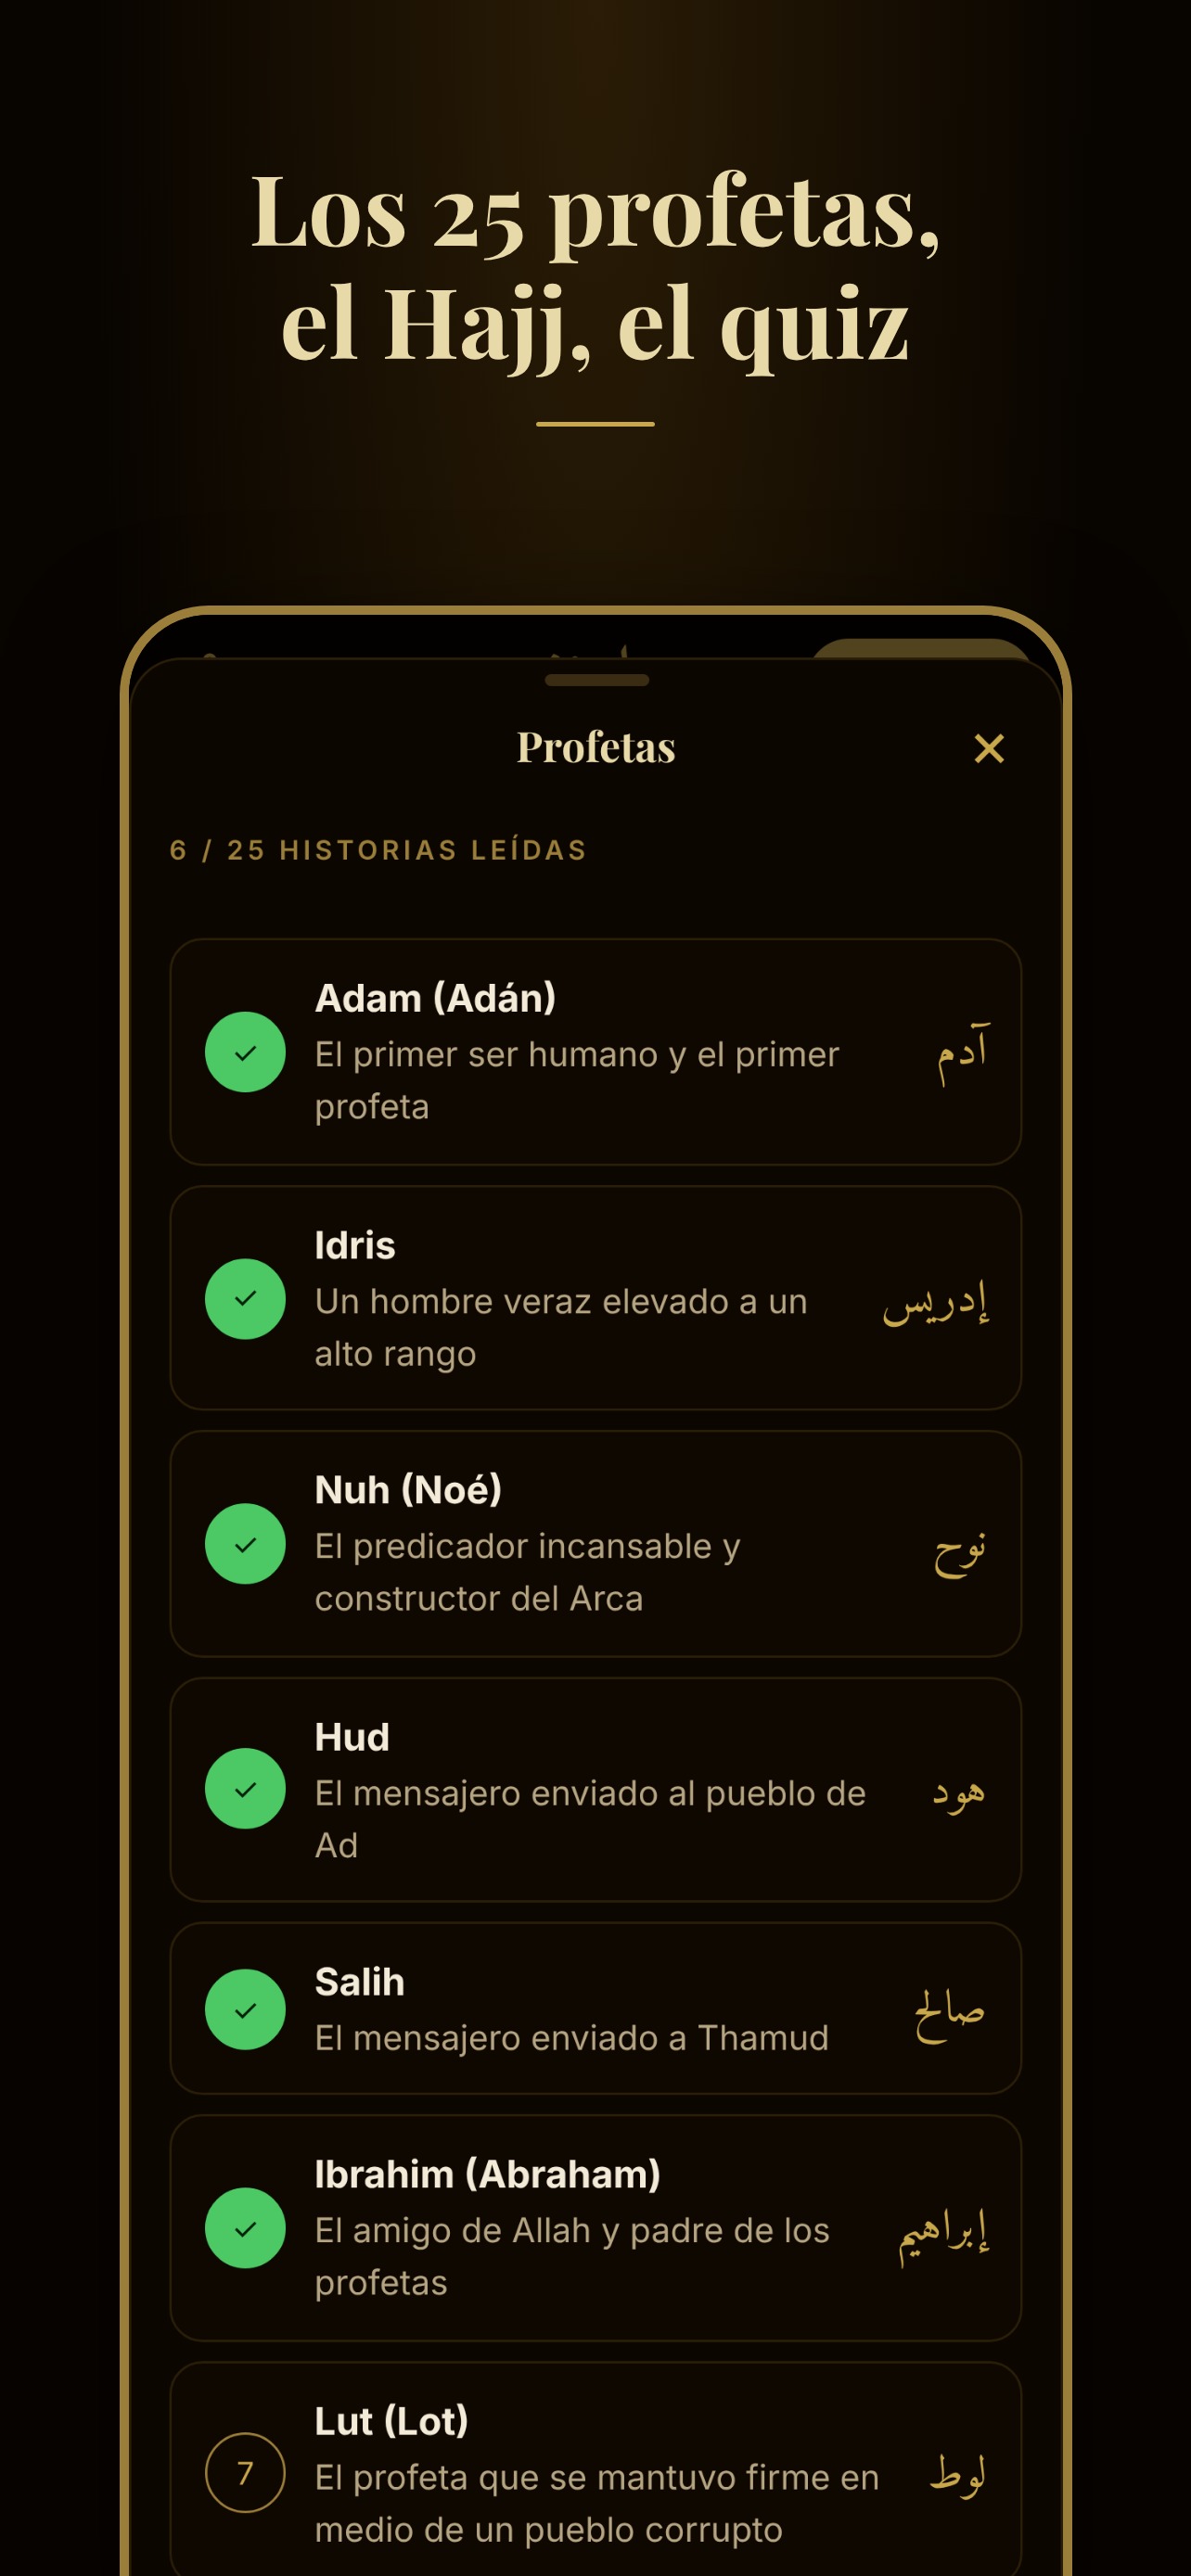 Los 25 profetas,
el Hajj, el quiz
Profetas
6 / 25 HISTORIAS LEÍDAS
Adam (Adán)
El primer ser humano y el primer
profeta
آدم
Idris
Un hombre veraz elevado a un
alto rango
إدريس
Nuh (Noé)
El predicador incansable y
constructor del Arca
نوح
Hud
El mensajero enviado al pueblo de
Ad
هود
Salih
El mensajero enviado a Thamud
صالح
Ibrahim (Abraham)
El amigo de Allah y padre de los
profetas
إبراهيم
7
Lut (Lot)
El profeta que se mantuvo firme en
medio de un pueblo corrupto
لوط